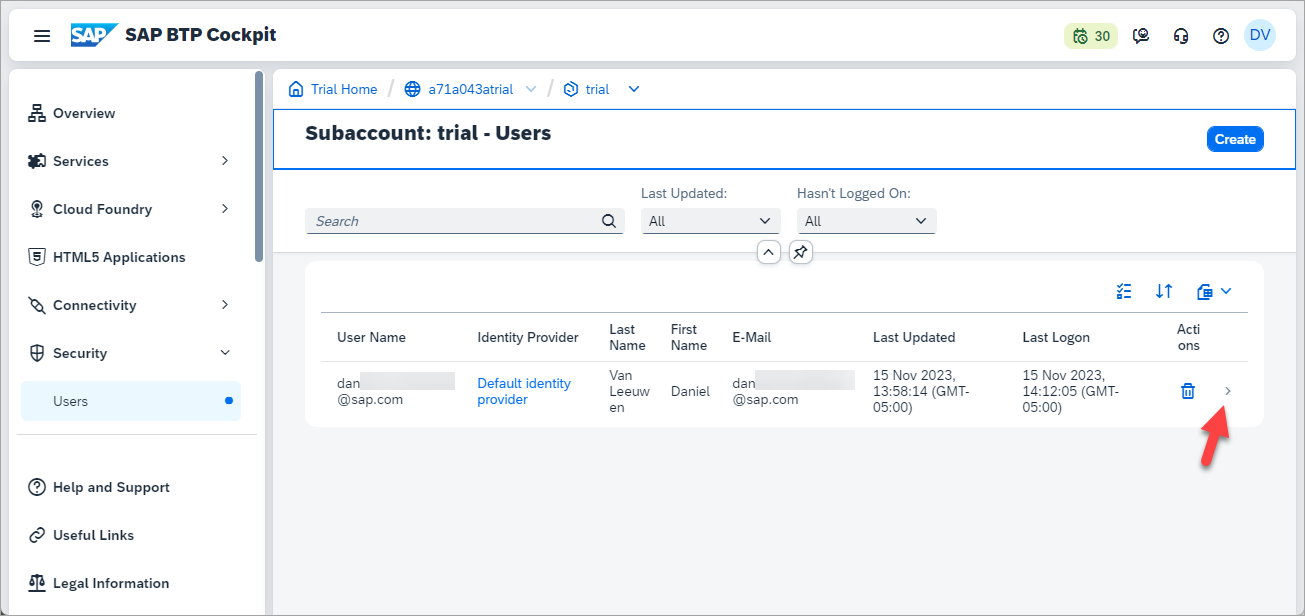 SAP SAP BTP Cockpit
30
DV
Overview
Services
Cloud Foundry
HTML5 Applications
Connectivity
Security
Users
Help and Support
Useful Links
Legal Information
Trial Home / a71a043atrial / trial
Subaccount: trial - Users
Create
Search
Last Updated:
All
Hasn't Logged On:
All
User Name
Identity Provider
Last
Name
First
Name
E-Mail
Last Updated
Last Logon
Acti
ons
dan
@sap.com
Default identity
provider
Van
Leeuw
en
Daniel
dan
@sap.com
15 Nov 2023,
13:58:14 (GMT-
05:00)
15 Nov 2023,
14:12:05 (GMT-
05:00)